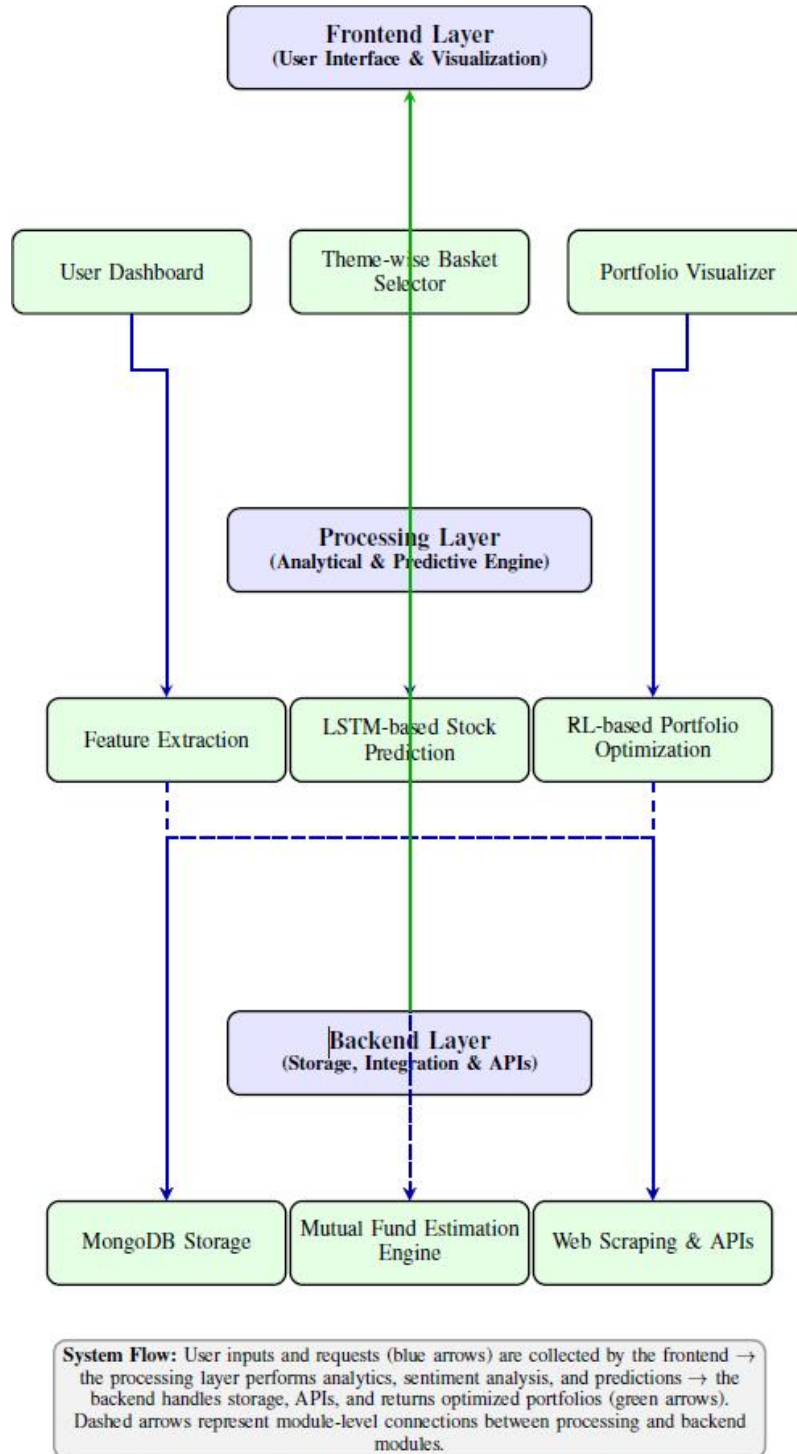 Frontend Layer
(User Interface & Visualization)
User Dashboard
Theme-wise Basket
Selector
Portfolio Visualizer
Processing Layer
(Analytical & Predictive Engine)
Feature Extraction
LSTM-based Stock
Prediction
RL-based Portfolio
Optimization
Backend Layer
(Storage, Integration & APIs)
MongoDB Storage
Mutual Fund Estimation
Engine
Web Scraping & APIs
System Flow: User inputs and requests (blue arrows) are collected by the frontend →
the processing layer performs analytics, sentiment analysis, and predictions → the
backend handles storage, APIs, and returns optimized portfolios (green arrows).
Dashed arrows represent module-level connections between processing and backend
modules.